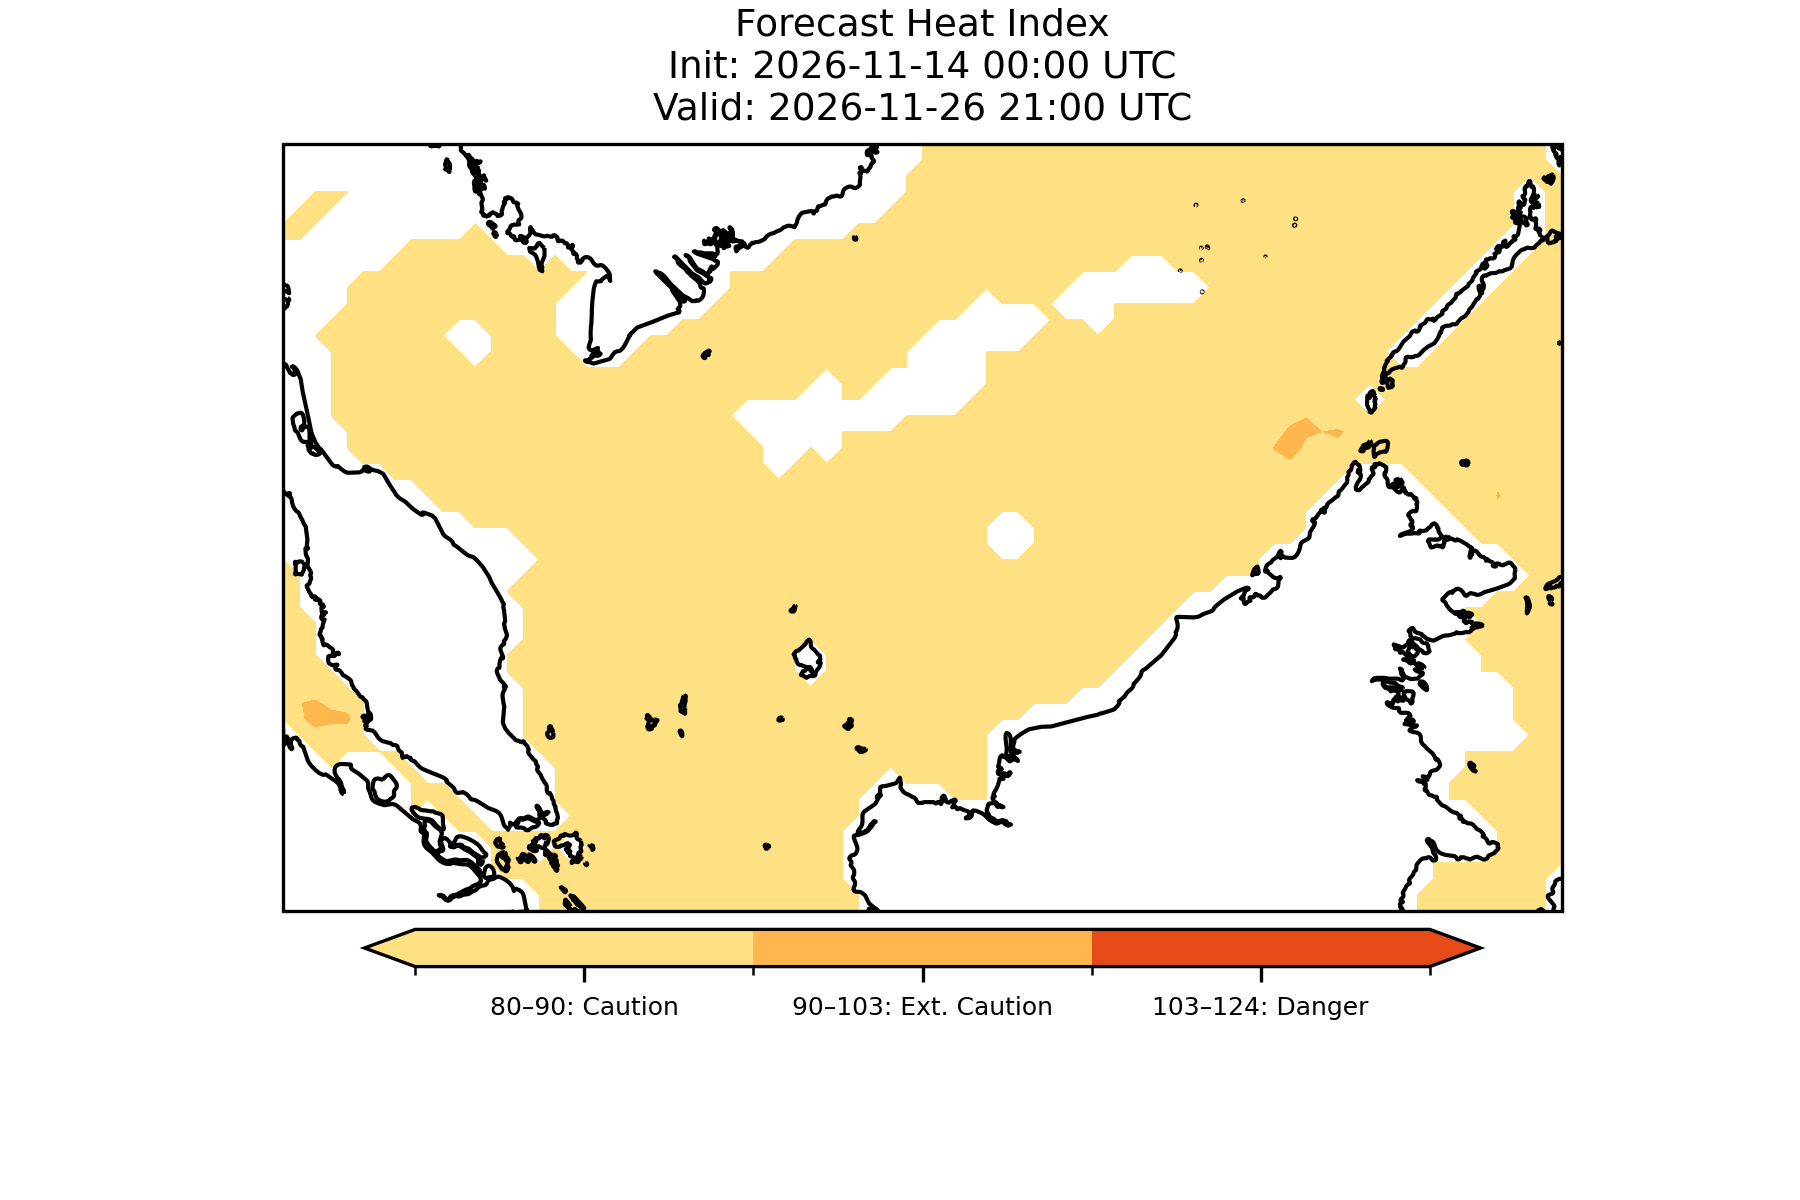 Forecast Heat Index
Init: 2026-11-14 00:00 UTC
Valid: 2026-11-26 21:00 UTC
80–90: Caution
90–103: Ext. Caution
103–124: Danger